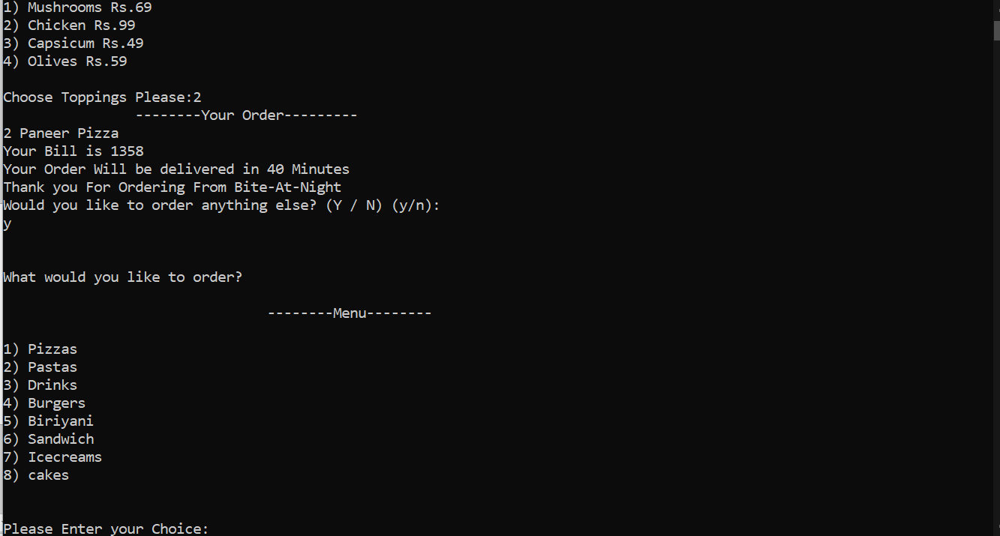 1) Mushrooms Rs.69
2) Chicken Rs.99
3) Capsicum Rs.49
4) Olives Rs.59
Choose Toppings Please:2
--------Your Order---------
2 Paneer Pizza
Your Bill is 1358
Your Order Will be delivered in 40 Minutes
Thank you For Ordering From Bite-At-Night
Would you like to order anything else? (Y / N) (y/n):
y
What would you like to order?
--------Menu--------
1) Pizzas
2) Pastas
3) Drinks
4) Burgers
5) Biriyani
6) Sandwich
7) Icecreams
8) cakes
Please Enter your Choice: